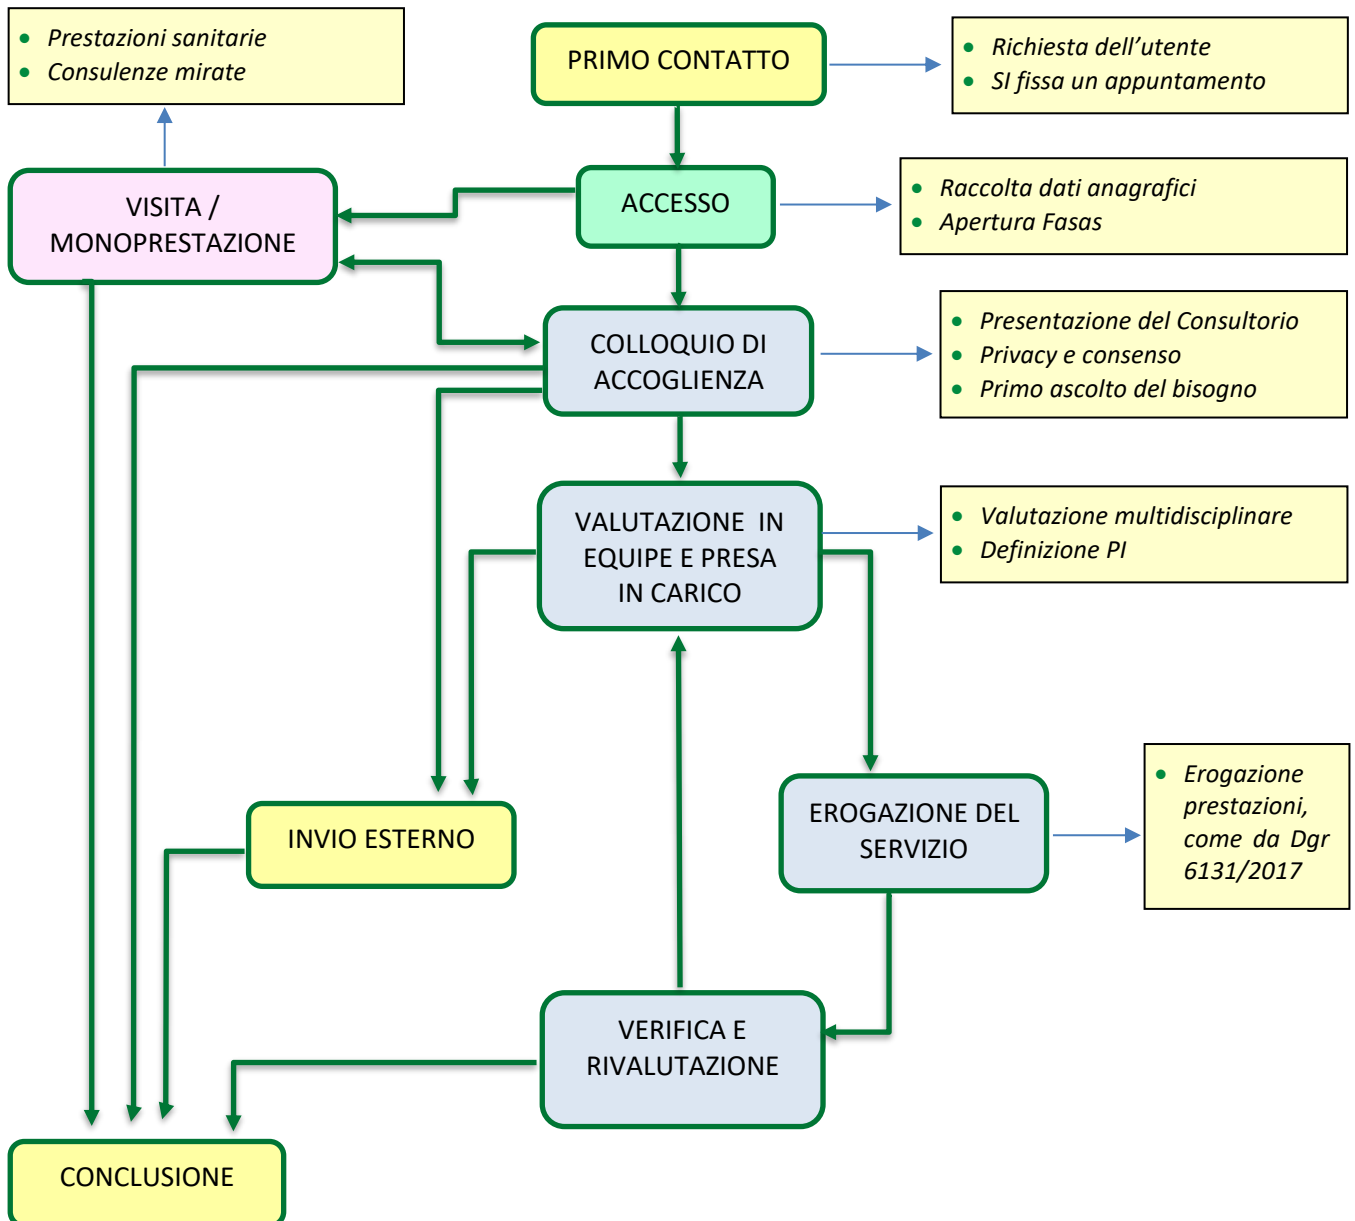 • Prestazioni sanitarie
• Consulenze mirate
PRIMO CONTATTO
• Richiesta dell’utente
• SI fissa un appuntamento
VISITA /
MONOPRESTAZIONE
ACCESSO
• Raccolta dati anagrafici
• Apertura Fasas
COLLOQUIO DI
ACCOGLIENZA
• Presentazione del Consultorio
• Privacy e consenso
• Primo ascolto del bisogno
VALUTAZIONE IN
EQUIPE E PRESA
IN CARICO
• Valutazione multidisciplinare
• Definizione PI
INVIO ESTERNO
EROGAZIONE DEL
SERVIZIO
• Erogazione
prestazioni,
come da Dgr
6131/2017
VERIFICA E
RIVALUTAZIONE
CONCLUSIONE